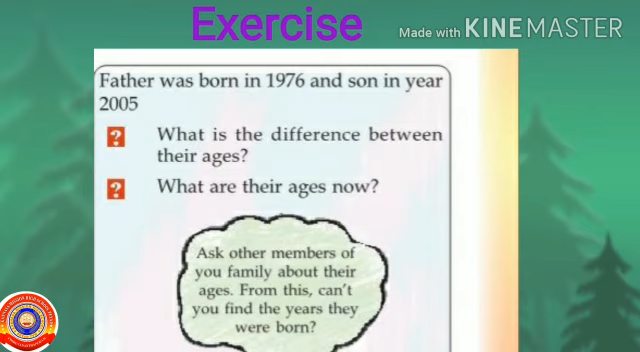 Exercise
Made with KINEMASTER
Father was born in 1976 and son in year
2005
? What is the difference between
their ages?
? What are their ages now?
Ask other members of
you family about their
ages. From this, can't
you find the years they
were born?